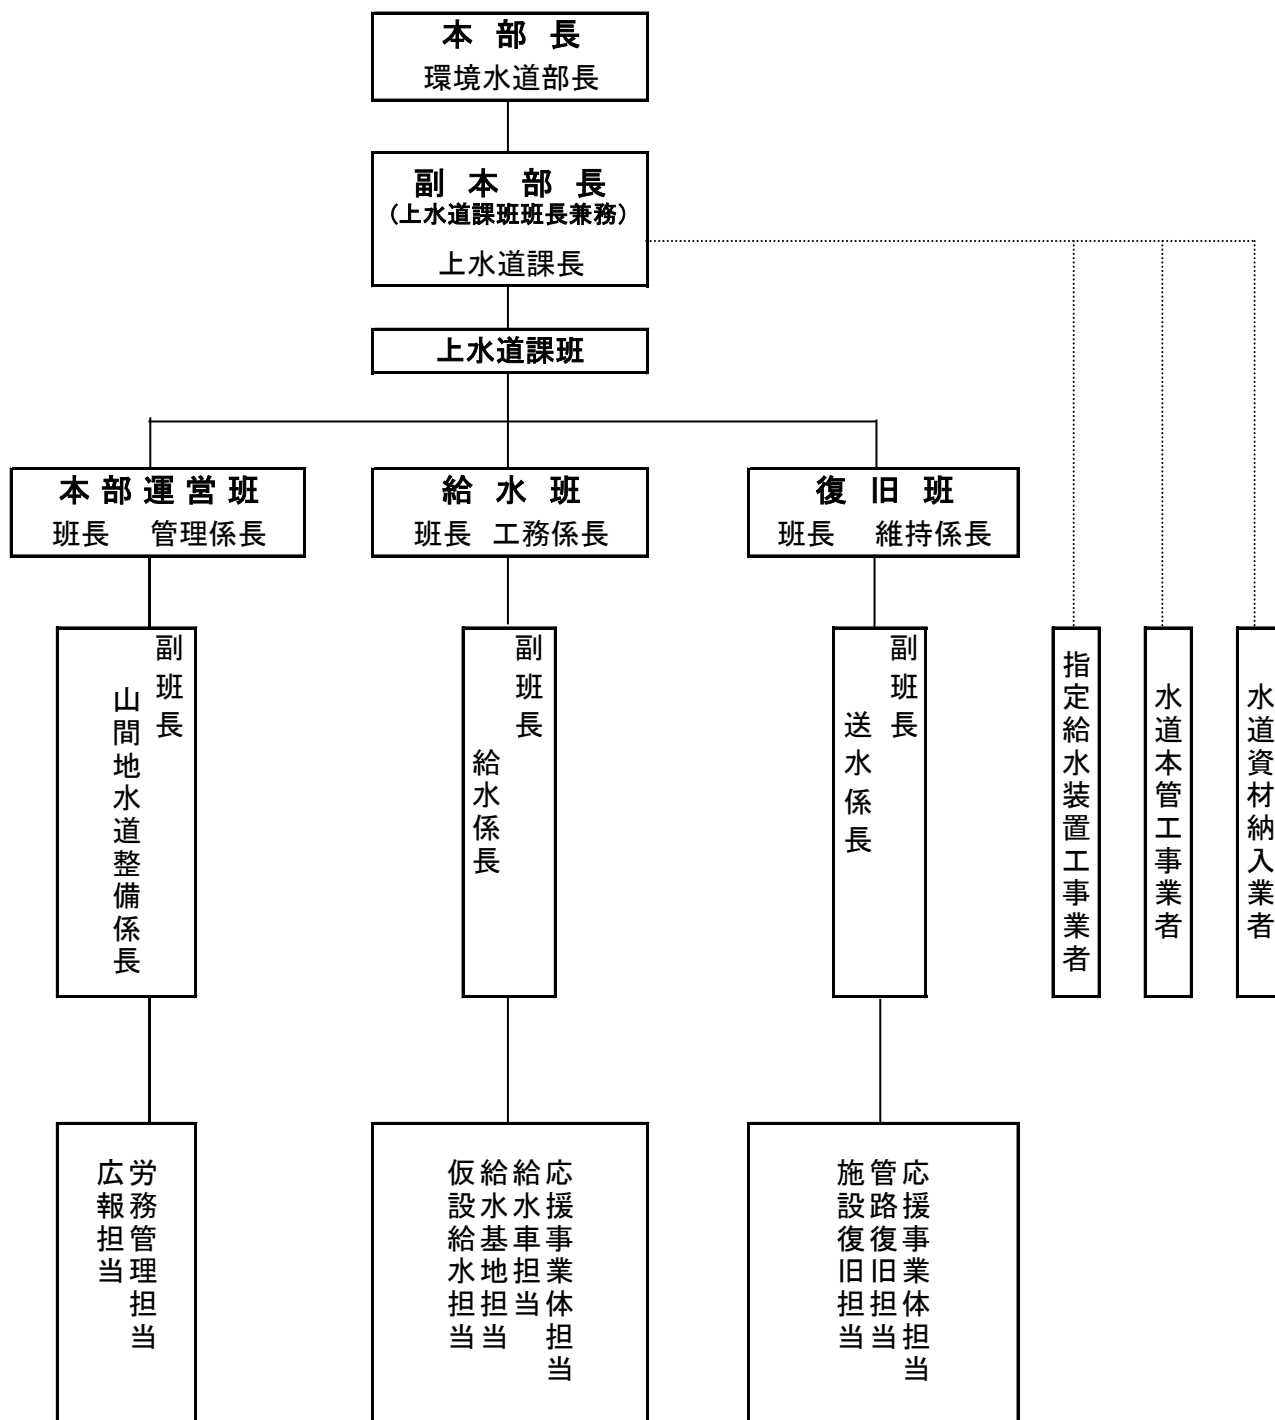 本部長
環境水道部長
副本部長
（上水道課班班長兼務）
上水道課長
上水道課班
本部運営班
班長 管理係長
給水班
班長 工務係長
復旧班
班長 維持係長
副班長
山間地水道整備係長
副班長
給水係長
副班長
送水係長
指定給水装置工事業者
水道本管工事業者
水道資材納入業者
労務管理担当
広報担当
応援事業体担当
給水車担当
給水基地担当
仮設給水担当
応援事業体担当
管路復旧担当
施設復旧担当